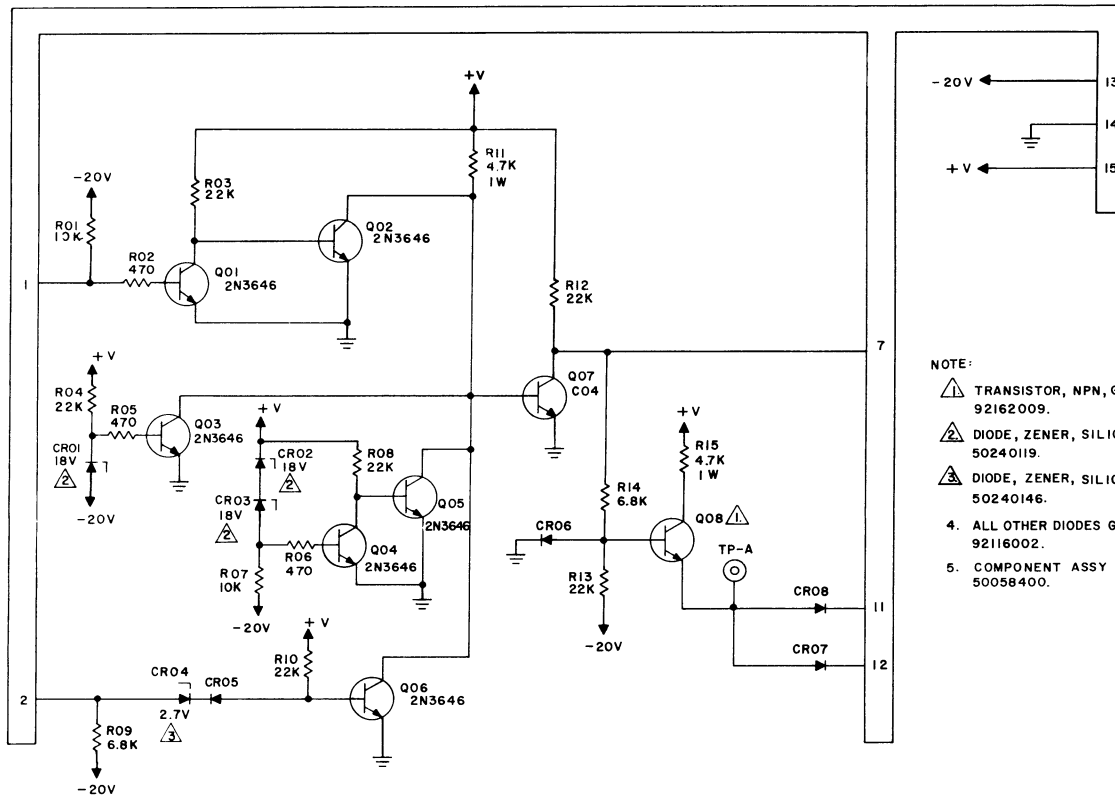 +V
-20V
13
14
+V
15
R11
4.7K
1W
R03
22K
-20V
R01
10K
R02
470
Q01
2N3646
Q02
2N3646
1
R12
22K
7
Q07
C04
+V
R04
22K
R05
470
Q03
2N3646
CR01
18V
2
-20V
+V
CR02
18V
2
R08
22K
CR03
18V
2
Q05
2N3646
Q04
2N3646
R06
470
R07
10K
-20V
+V
R15
4.7K
1W
R14
6.8K
Q08 1.
CR06
TP-A
R13
22K
-20V
CR08
11
CR07
12
+V
R10
22K
CR04
CR05
2.7V
3
Q06
2N3646
2
R09
6.8K
-20V
NOTE:
1. TRANSISTOR, NPN, G
92162009.
2. DIODE, ZENER, SILIC
50240119.
3. DIODE, ZENER, SILIC
50240146.
4. ALL OTHER DIODES G
92116002.
5. COMPONENT ASSY
50058400.